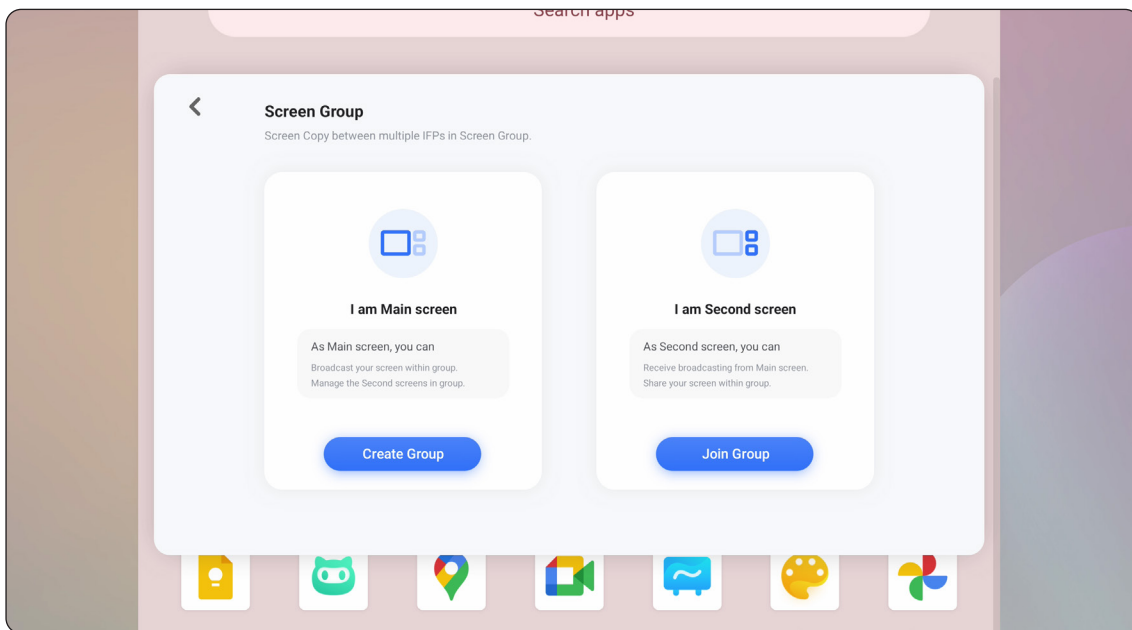 Search apps
Screen Group
Screen Copy between multiple IFPs in Screen Group.
I am Main screen
As Main screen, you can
Broadcast your screen within group.
Manage the Second screens in group.
Create Group
I am Second screen
As Second screen, you can
Receive broadcasting from Main screen.
Share your screen within group.
Join Group